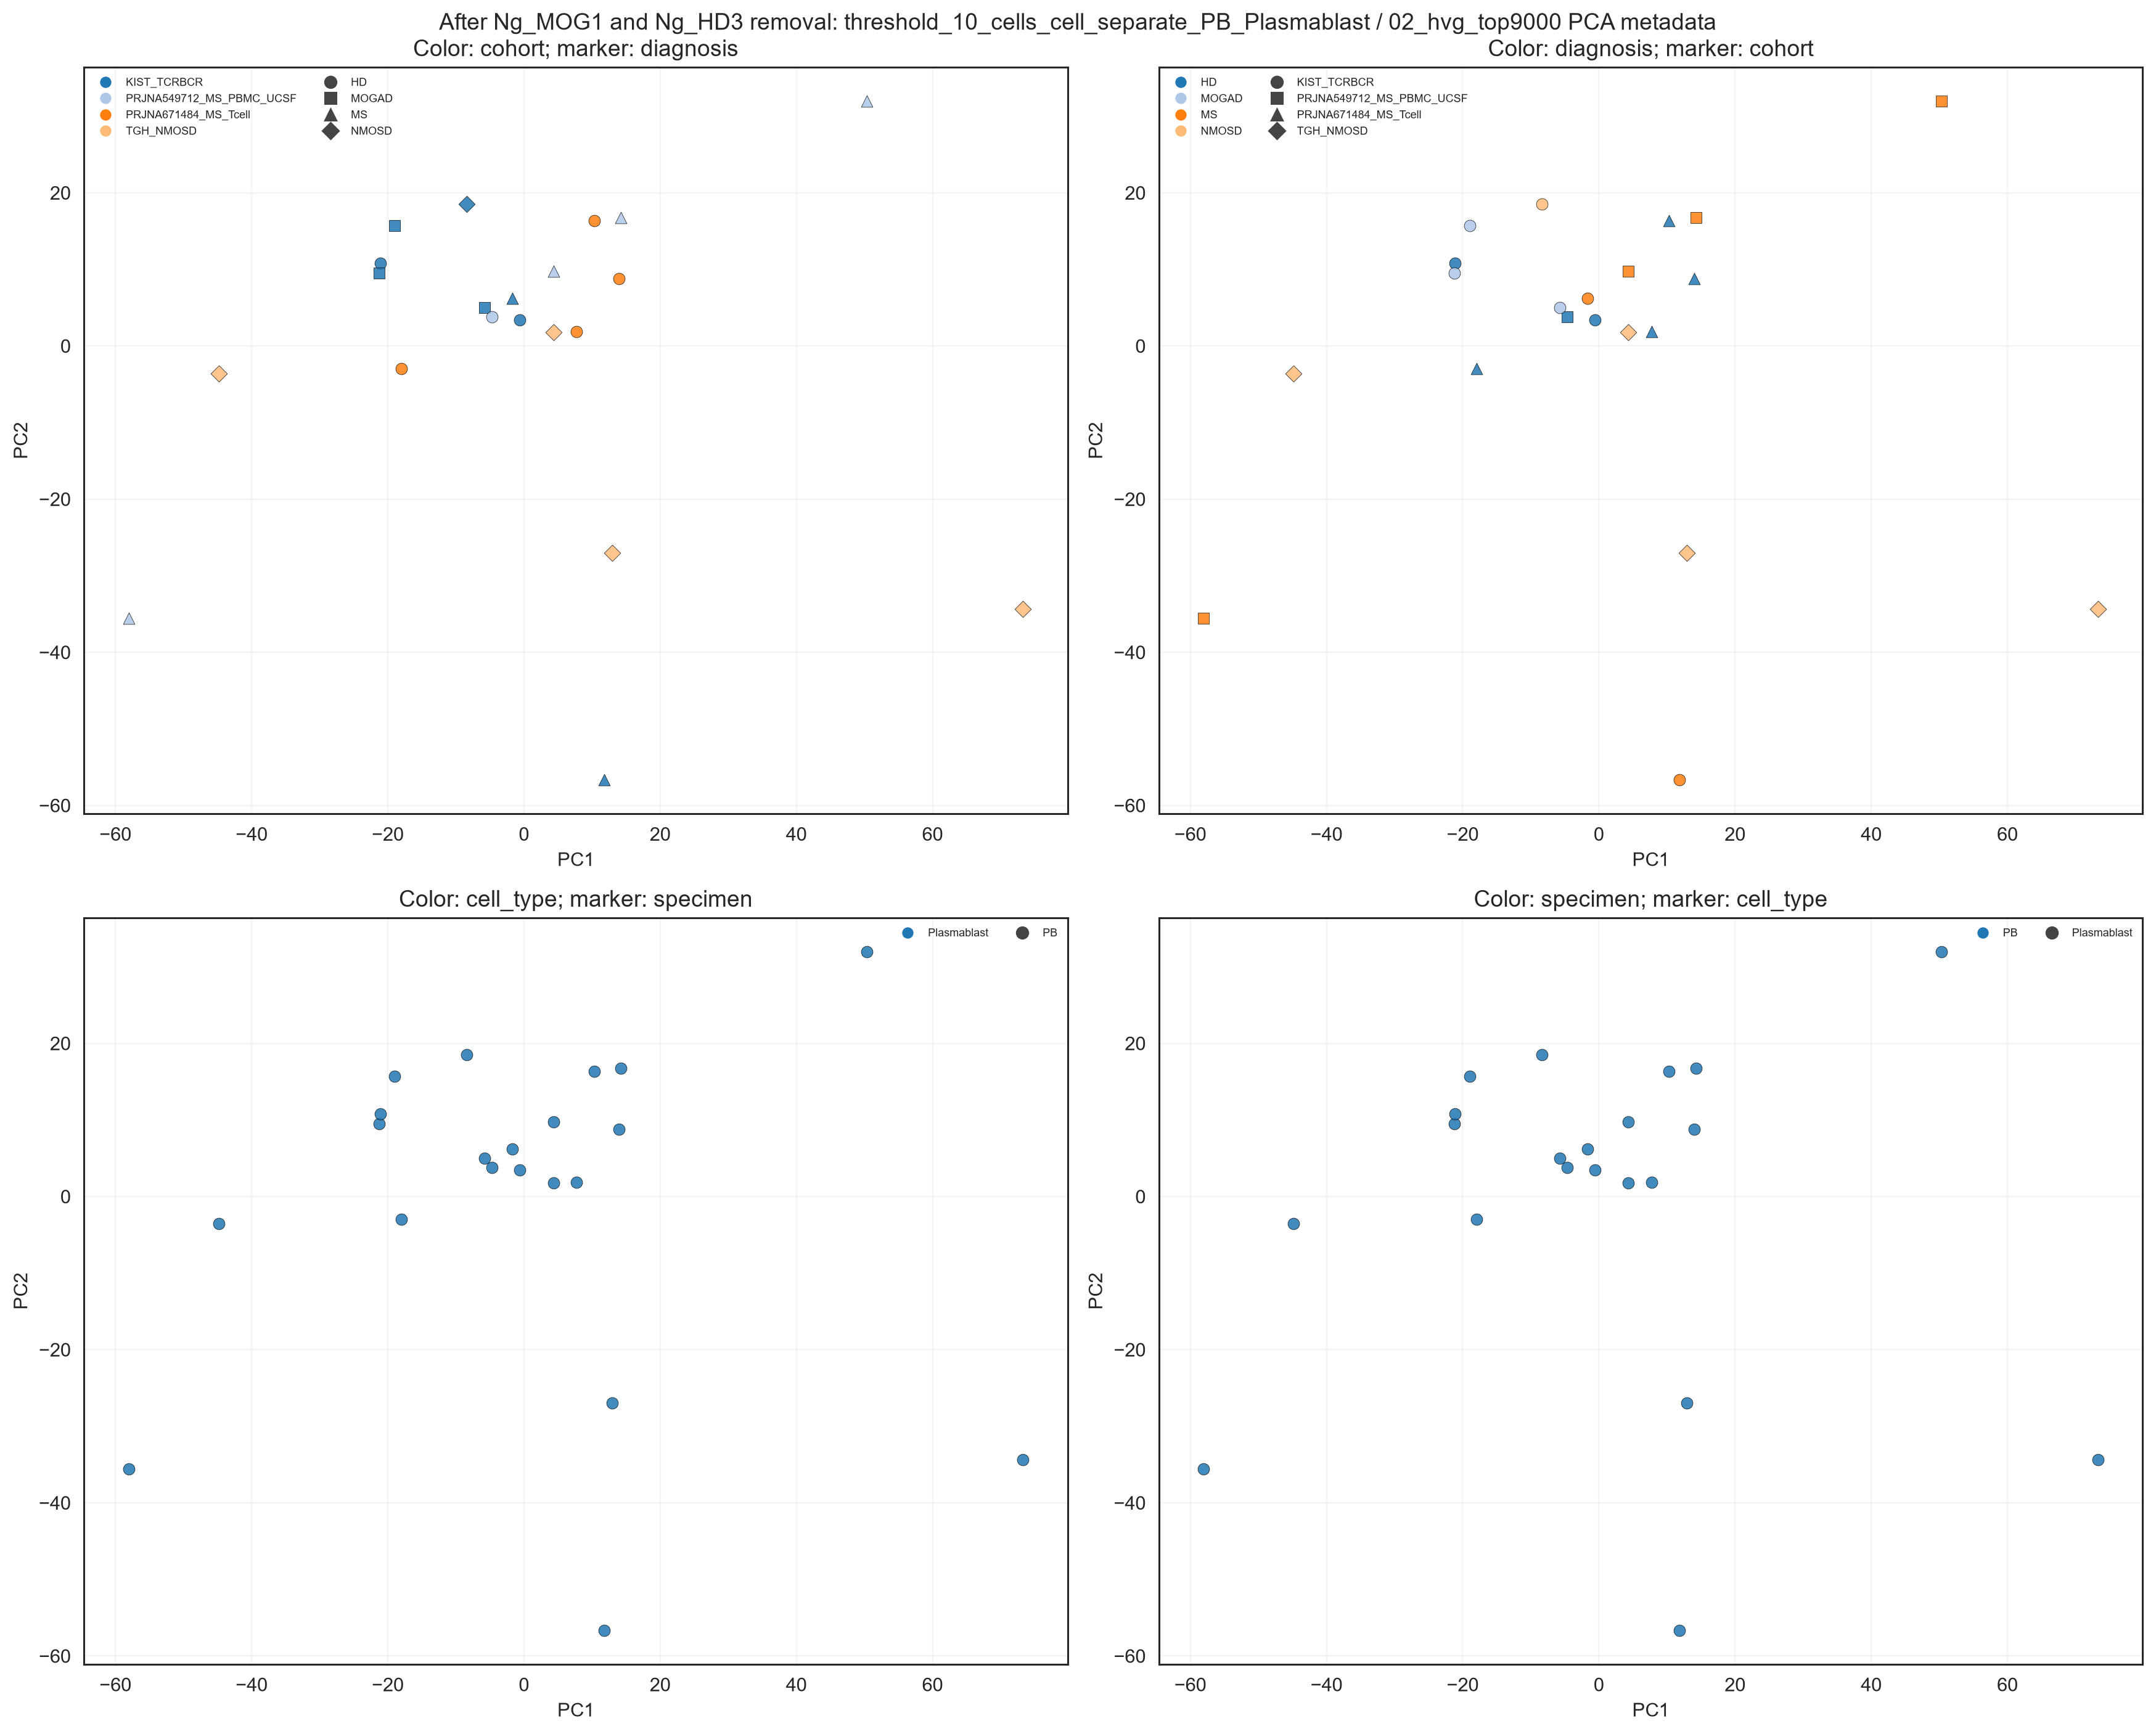 After Ng_MOG1 and Ng_HD3 removal: threshold_10_cells_cell_separate_PB_Plasmablast / 02_hvg_top9000 PCA metadata
Color: cohort; marker: diagnosis
KIST_TCRBCR
PRJNA549712_MS_PBMC_UCSF
PRJNA671484_MS_Tcell
TGH_NMOSD
HD
MOGAD
MS
NMOSD
20
0
−20
−40
−60
PC2
−60 −40 −20 0 20 40 60
PC1
Color: diagnosis; marker: cohort
HD
MOGAD
MS
NMOSD
KIST_TCRBCR
PRJNA549712_MS_PBMC_UCSF
PRJNA671484_MS_Tcell
TGH_NMOSD
20
0
−20
−40
−60
PC2
−60 −40 −20 0 20 40 60
PC1
Color: cell_type; marker: specimen
Plasmablast
PB
20
0
−20
−40
−60
PC2
−60 −40 −20 0 20 40 60
PC1
Color: specimen; marker: cell_type
PB
Plasmablast
20
0
−20
−40
−60
PC2
−60 −40 −20 0 20 40 60
PC1